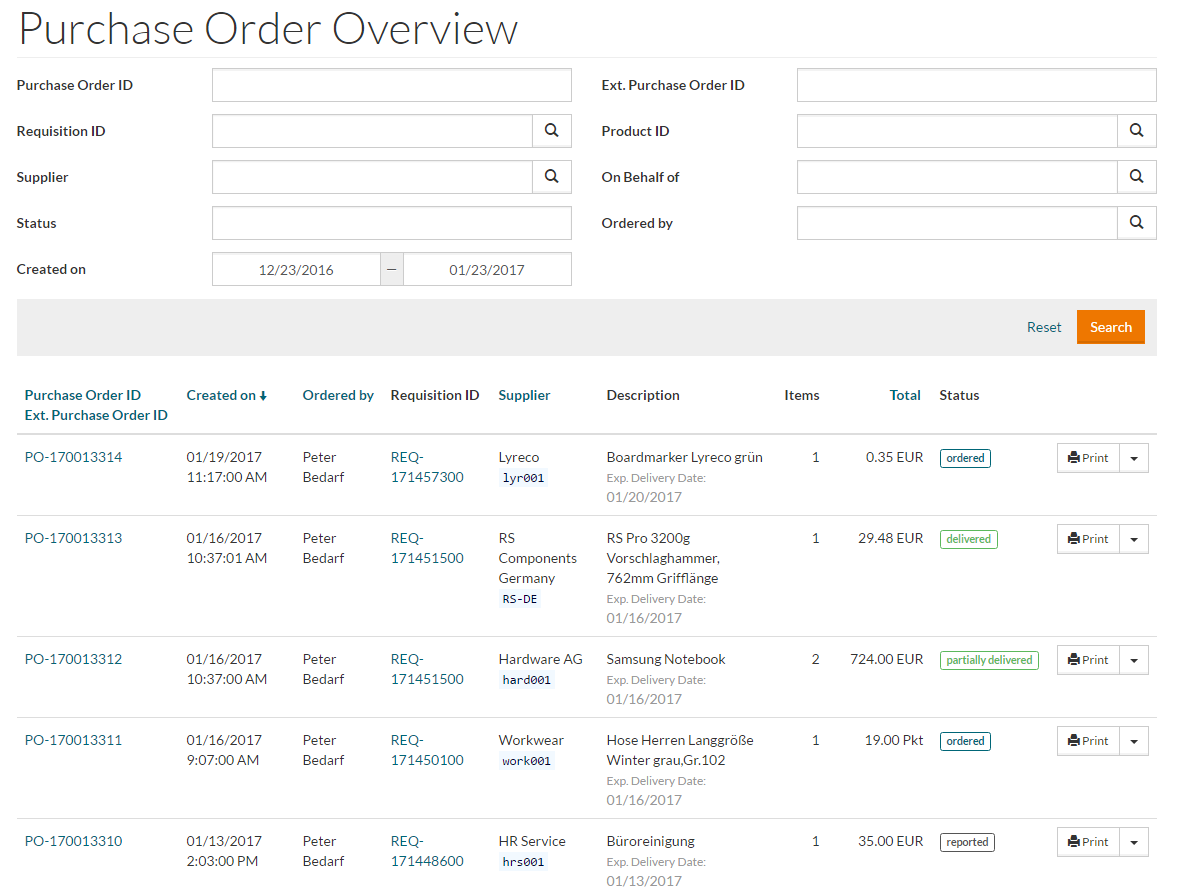 Purchase Order Overview
Purchase Order ID
Ext. Purchase Order ID
Requisition ID
Product ID
Supplier
On Behalf of
Status
Ordered by
Created on
12/23/2016
–
01/23/2017
Reset
Search
Purchase Order ID
Ext. Purchase Order ID
Created on
Ordered by
Requisition ID
Supplier
Description
Items
Total
Status
PO-170013314
01/19/2017
11:17:00 AM
Peter
Bedarf
REQ-
171457300
Lyreco
lyr001
Boardmarker Lyreco grün
Exp. Delivery Date:
01/20/2017
1
0.35 EUR
ordered
Print
PO-170013313
01/16/2017
10:37:01 AM
Peter
Bedarf
REQ-
171451500
RS
Components
Germany
RS-DE
RS Pro 3200g
Vorschlaghammer,
762mm Grifflänge
Exp. Delivery Date:
01/16/2017
1
29.48 EUR
delivered
Print
PO-170013312
01/16/2017
10:37:00 AM
Peter
Bedarf
REQ-
171451500
Hardware AG
hard001
Samsung Notebook
Exp. Delivery Date:
01/16/2017
2
724.00 EUR
partially delivered
Print
PO-170013311
01/16/2017
9:07:00 AM
Peter
Bedarf
REQ-
171450100
Workwear
work001
Hose Herren Langgröße
Winter grau,Gr.102
Exp. Delivery Date:
01/16/2017
1
19.00 Pkt
ordered
Print
PO-170013310
01/13/2017
2:03:00 PM
Peter
Bedarf
REQ-
171448600
HR Service
hrs001
Büroreinigung
Exp. Delivery Date:
01/13/2017
1
35.00 EUR
reported
Print